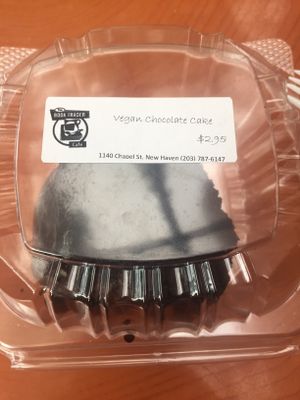 BOOK TRADER
Cafe
Vegan Chocolate Cake
$2.95
1140 Chapel St. New Haven (203) 787-6147